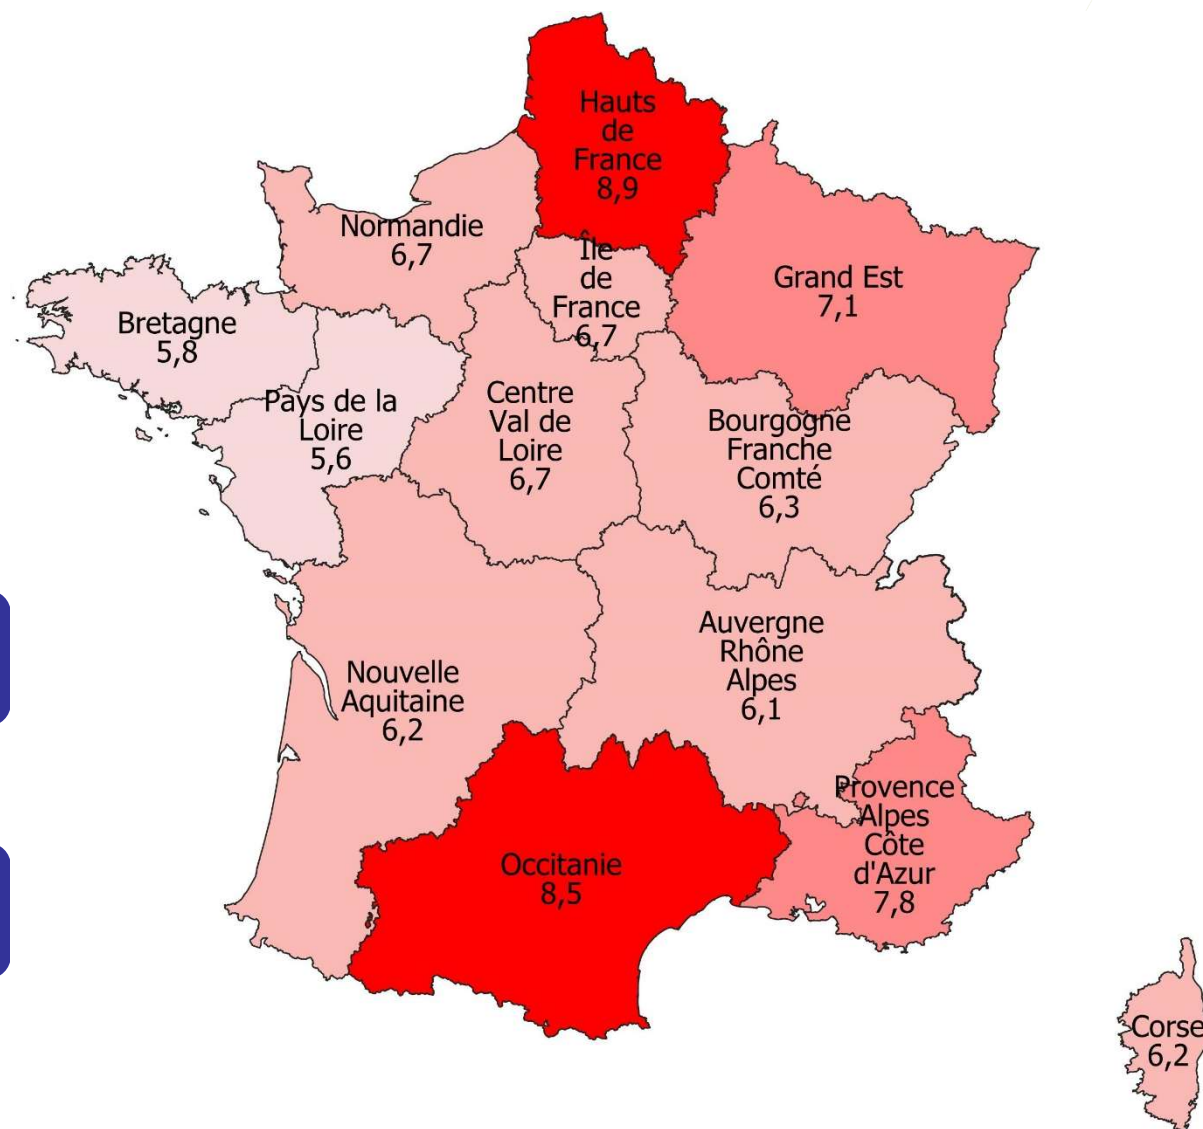 Hauts
de
France
8,9
Normandie
6,7
Île
de
France
6,7
Grand Est
7,1
Bretagne
5,8
Pays de la
Loire
5,6
Centre
Val de
Loire
6,7
Bourgogne
Franche
Comté
6,3
Nouvelle
Aquitaine
6,2
Auvergne
Rhône
Alpes
6,1
Occitanie
8,5
Provence
Alpes
Côte
d'Azur
7,8
Corse
6,2